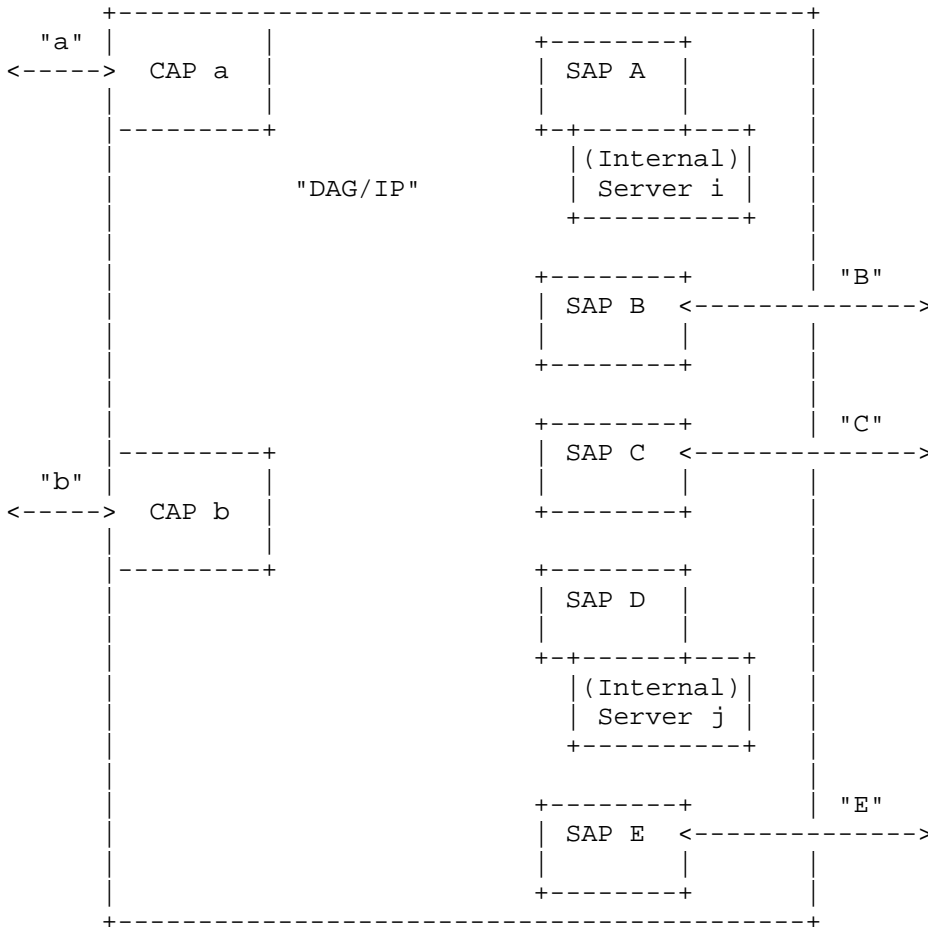 "a"
CAP a
SAP A
(Internal)
Server i
"DAG/IP"
"B"
SAP B
"C"
SAP C
"b"
CAP b
SAP D
(Internal)
Server j
"E"
SAP E